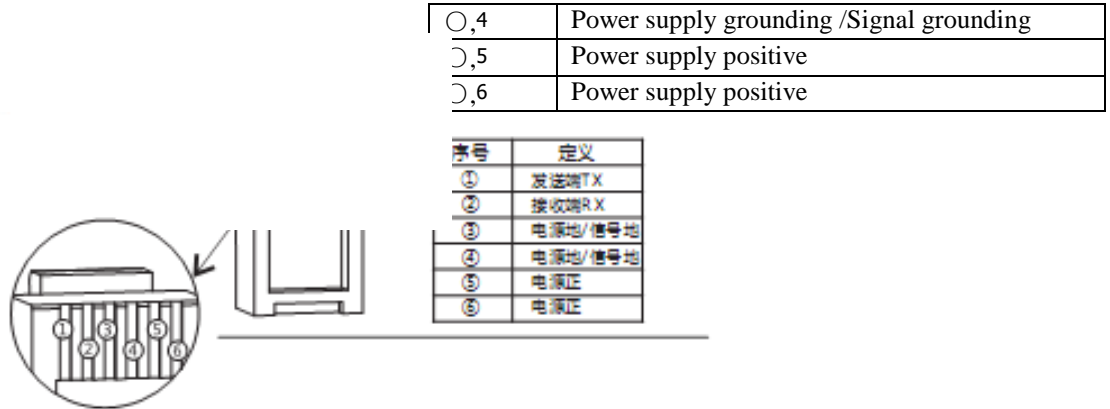 ○,4 Power supply grounding /Signal grounding
○,5 Power supply positive
○,6 Power supply positive
序号 定义
① 发送端TX
② 接收端RX
③ 电源地/信号地
④ 电源地/信号地
⑤ 电源正
⑥ 电源正
① ② ③ ④ ⑤ ⑥